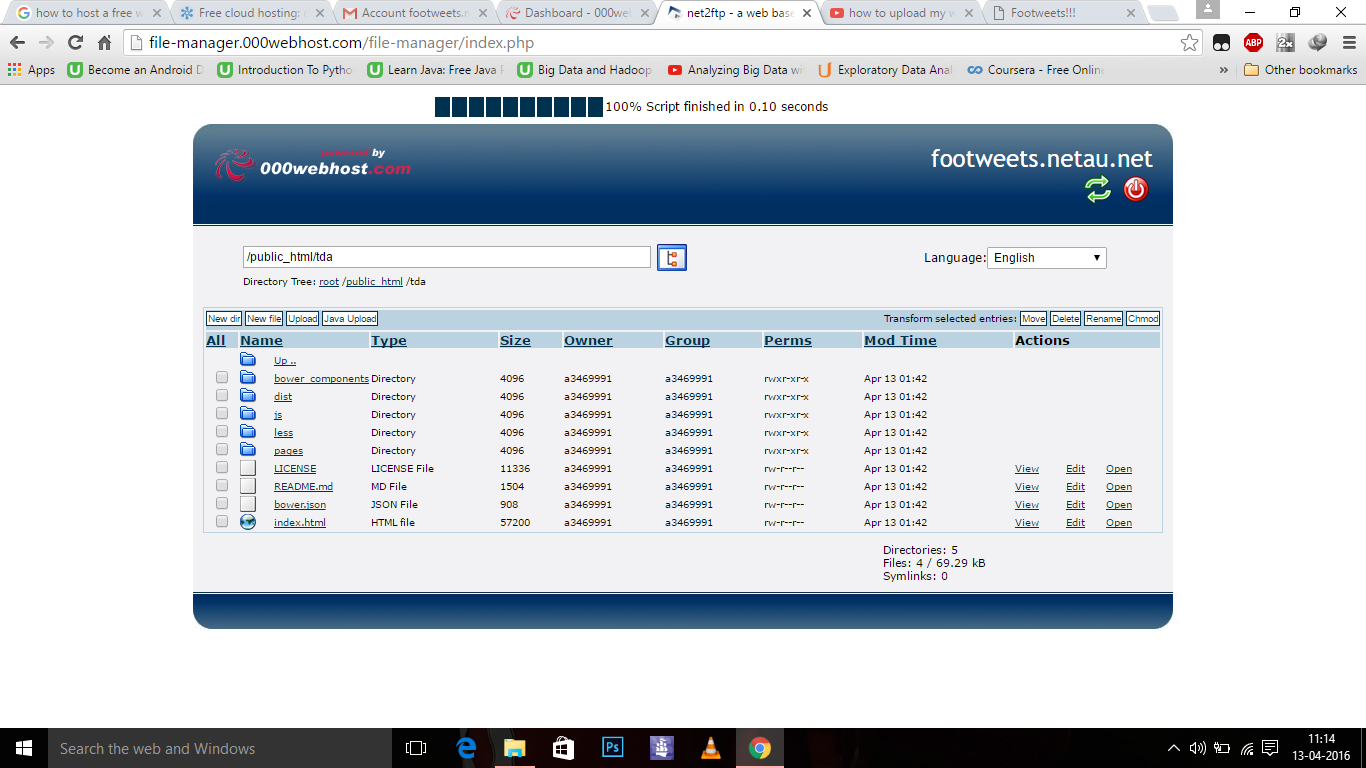 how to host a free w
Free cloud hosting:
Account footweets.n
Dashboard - 000web
net2ftp - a web base
how to upload my w
Footweets!!!
file-manager.000webhost.com/file-manager/index.php
ABP
2x
Apps
Become an Android D
Introduction To Pytho
Learn Java: Free Java
Big Data and Hadoop
Analyzing Big Data wi
Exploratory Data Anal
Coursera - Free Onlin
»
Other bookmarks
100% Script finished in 0.10 seconds
powered by
000webhost.com
footweets.netau.net
/public_html/tda
Language: English
Directory Tree: root /public_html /tda
New dir New file Upload Java Upload
Transform selected entries: Move Delete Rename Chmod
All Name Type Size Owner Group Perms Mod Time Actions
Up ..
bower_components Directory 4096 a3469991 a3469991 rwxr-xr-x Apr 13 01:42
dist Directory 4096 a3469991 a3469991 rwxr-xr-x Apr 13 01:42
js Directory 4096 a3469991 a3469991 rwxr-xr-x Apr 13 01:42
less Directory 4096 a3469991 a3469991 rwxr-xr-x Apr 13 01:42
pages Directory 4096 a3469991 a3469991 rwxr-xr-x Apr 13 01:42
LICENSE LICENSE File 11336 a3469991 a3469991 rw-r--r-- Apr 13 01:42 View Edit Open
README.md MD File 1504 a3469991 a3469991 rw-r--r-- Apr 13 01:42 View Edit Open
bower.json JSON File 908 a3469991 a3469991 rw-r--r-- Apr 13 01:42 View Edit Open
index.html HTML file 57200 a3469991 a3469991 rw-r--r-- Apr 13 01:42 View Edit Open
Directories: 5
Files: 4 / 69.29 kB
Symlinks: 0
Search the web and Windows
Ps
11:14
13-04-2016